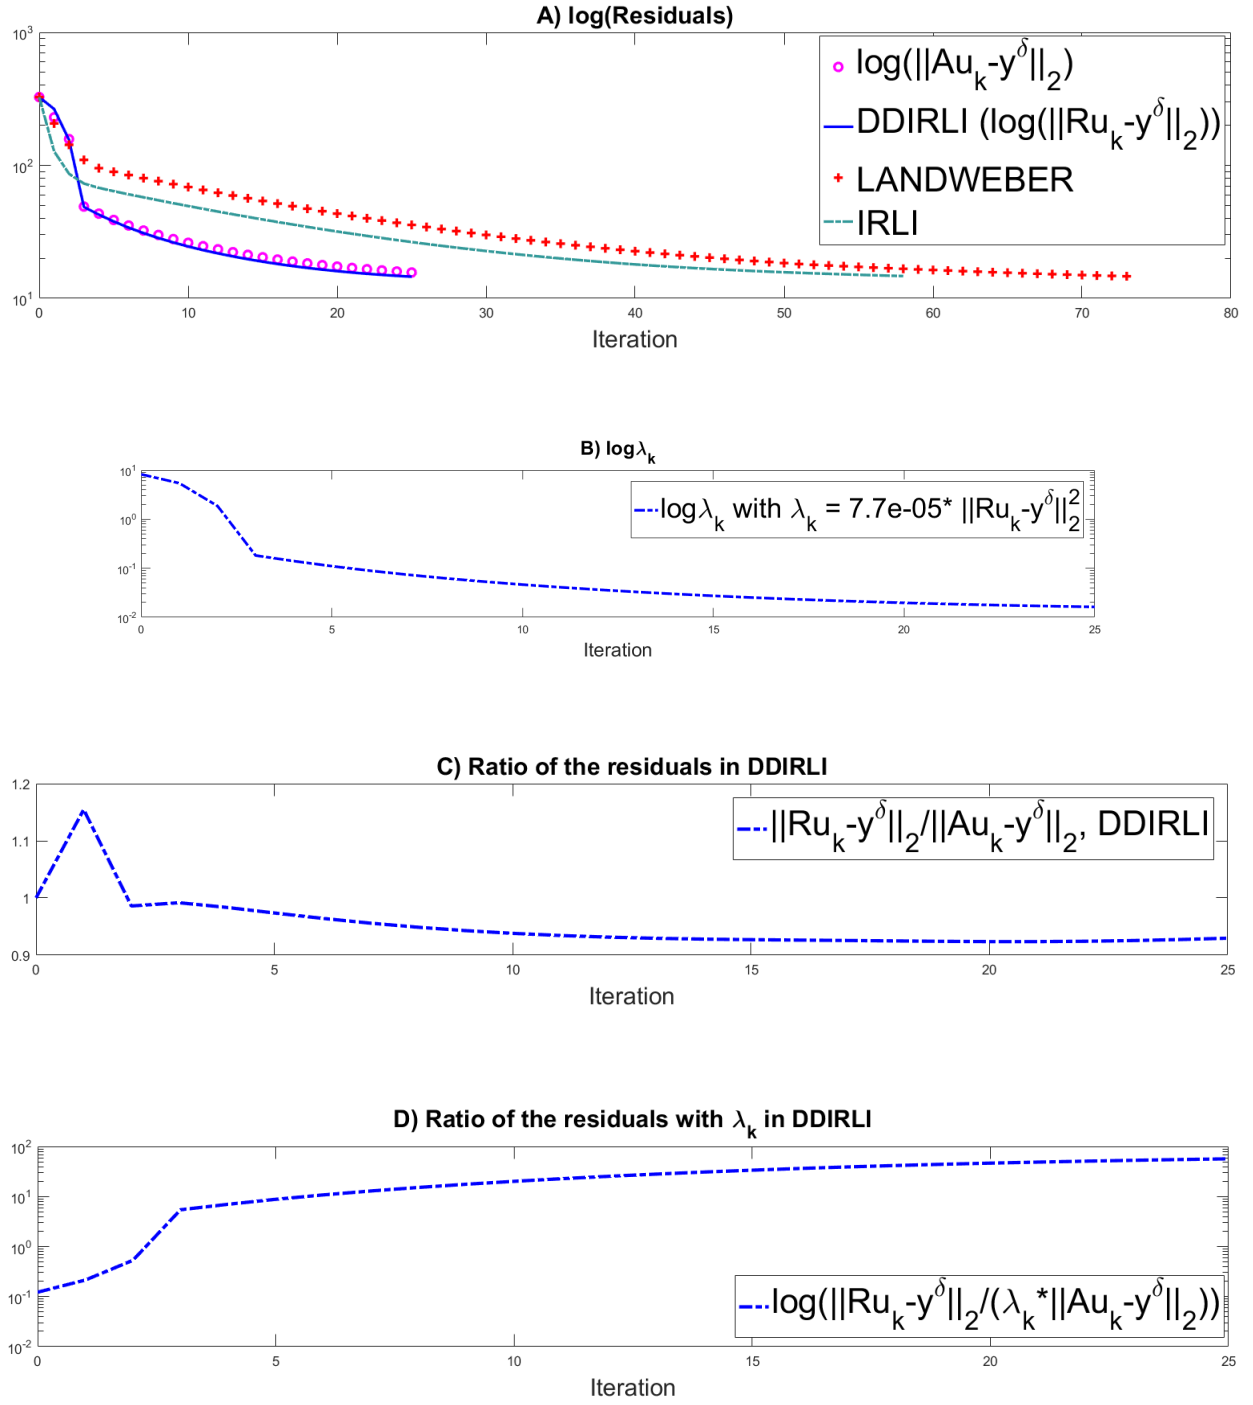 A) log(Residuals)
10^3
10^2
10^1
log(||Au_k-y^δ||_2)
DDIRLI (log(||Ru_k-y^δ||_2))
LANDWEBER
IRLI
0 10 20 30 40 50 60 70 80
Iteration
B) logλ_k
10^1
10^0
10^-1
10^-2
logλ_k with λ_k = 7.7e-05* ||Ru_k-y^δ||_2^2
0 5 10 15 20 25
Iteration
C) Ratio of the residuals in DDIRLI
1.2
1.1
1
0.9
||Ru_k-y^δ||_2/||Au_k-y^δ||_2, DDIRLI
0 5 10 15 20 25
Iteration
D) Ratio of the residuals with λ_k in DDIRLI
10^2
10^1
10^0
10^-1
10^-2
log(||Ru_k-y^δ||_2/(λ_k*||Au_k-y^δ||_2))
0 5 10 15 20 25
Iteration